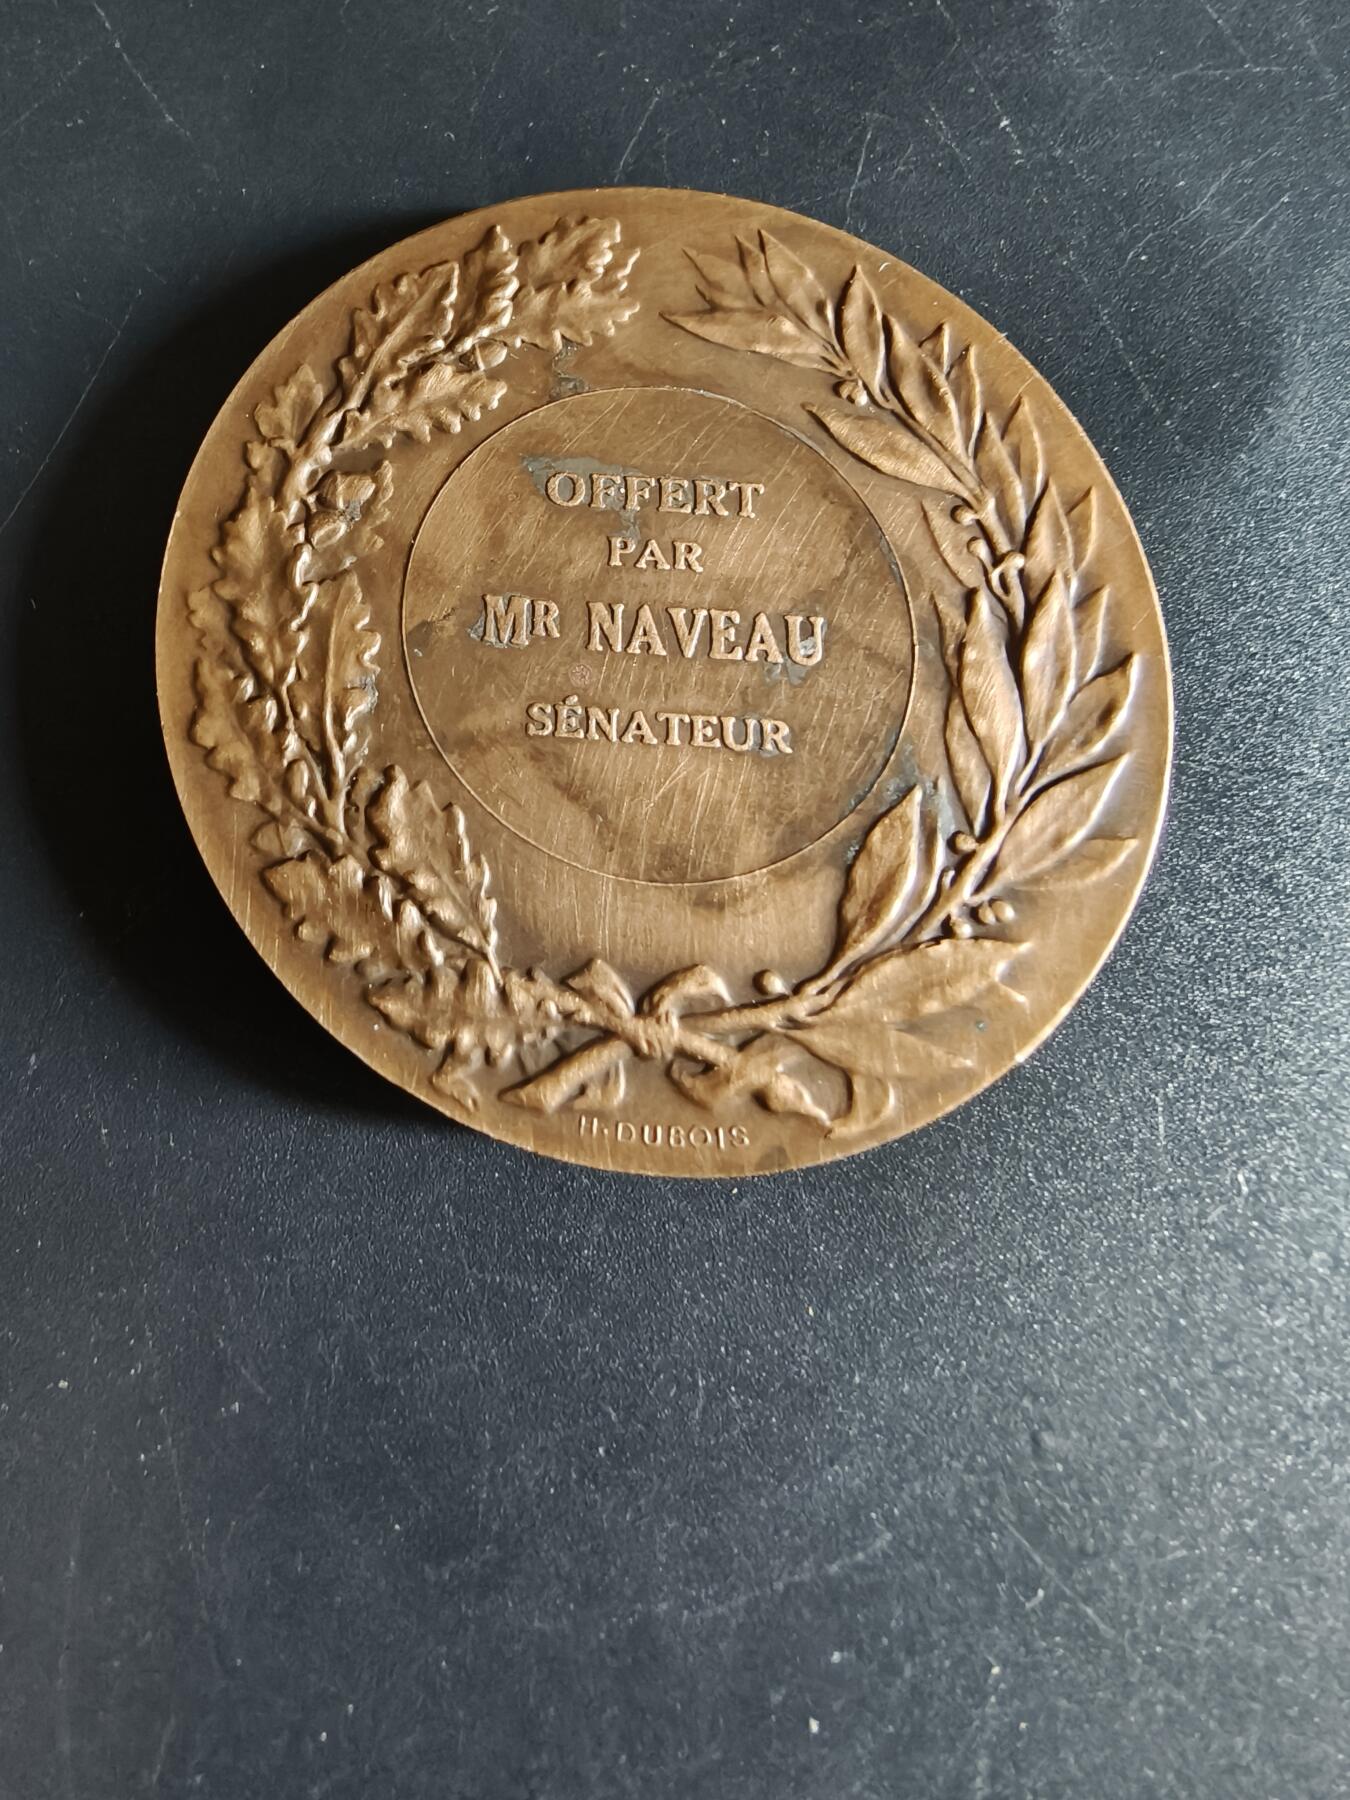 OFFERT
PAR
MR NAVEAU
SÉNATEUR
H. DUBOIS